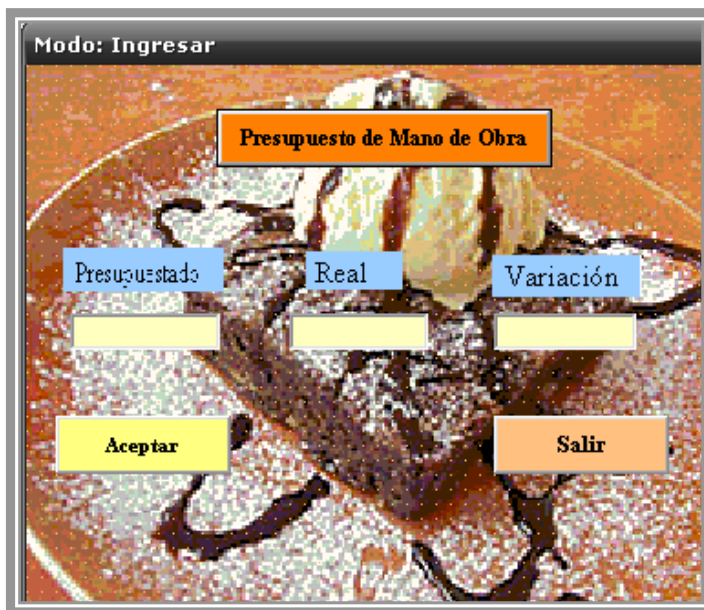 Modo: Ingresar
Presupuesto de Mano de Obra
Presupuestado
Real
Variación
Aceptar
Salir